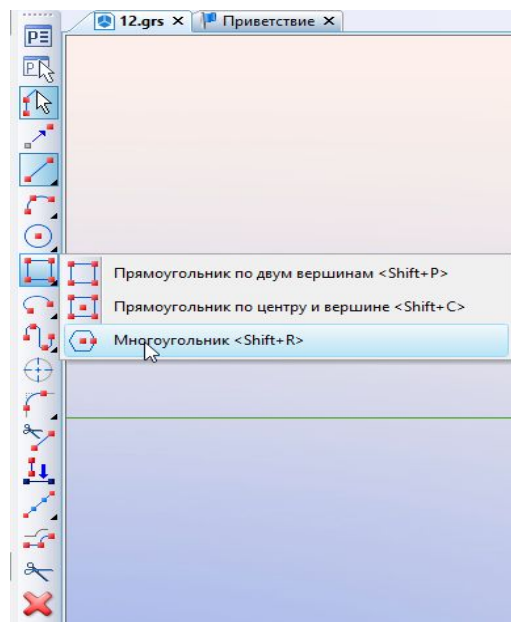 12.grs
Приветствие
Прямоугольник по двум вершинам <Shift+P>
Прямоугольник по центру и вершине <Shift+C>
Многоугольник <Shift+R>